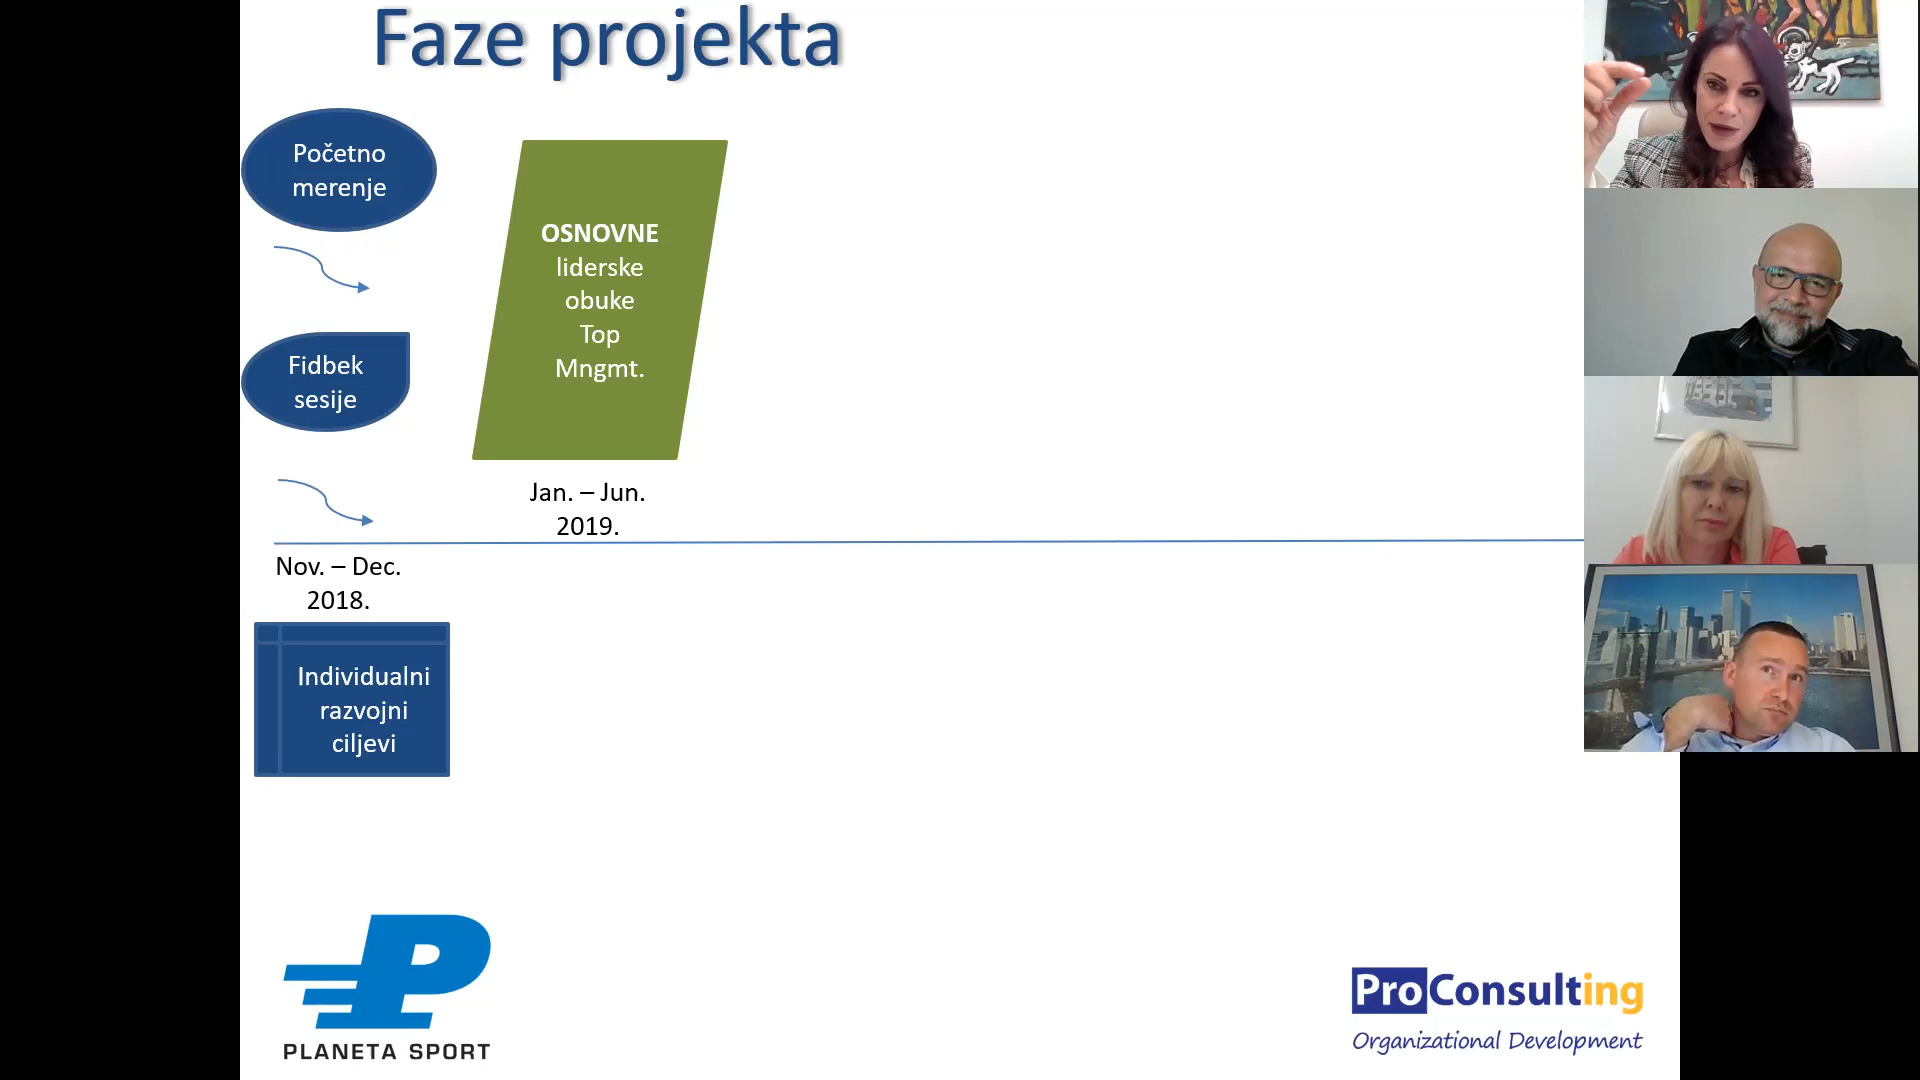 Faze projekta
Početno
merenje
Fidbek
sesije
OSNOVNE
liderske
obuke
Top
Mngmt.
Jan. – Jun.
2019.
Nov. – Dec.
2018.
Individualni
razvojni
ciljevi
P
PLANETA SPORT
ProConsulting
Organizational Development